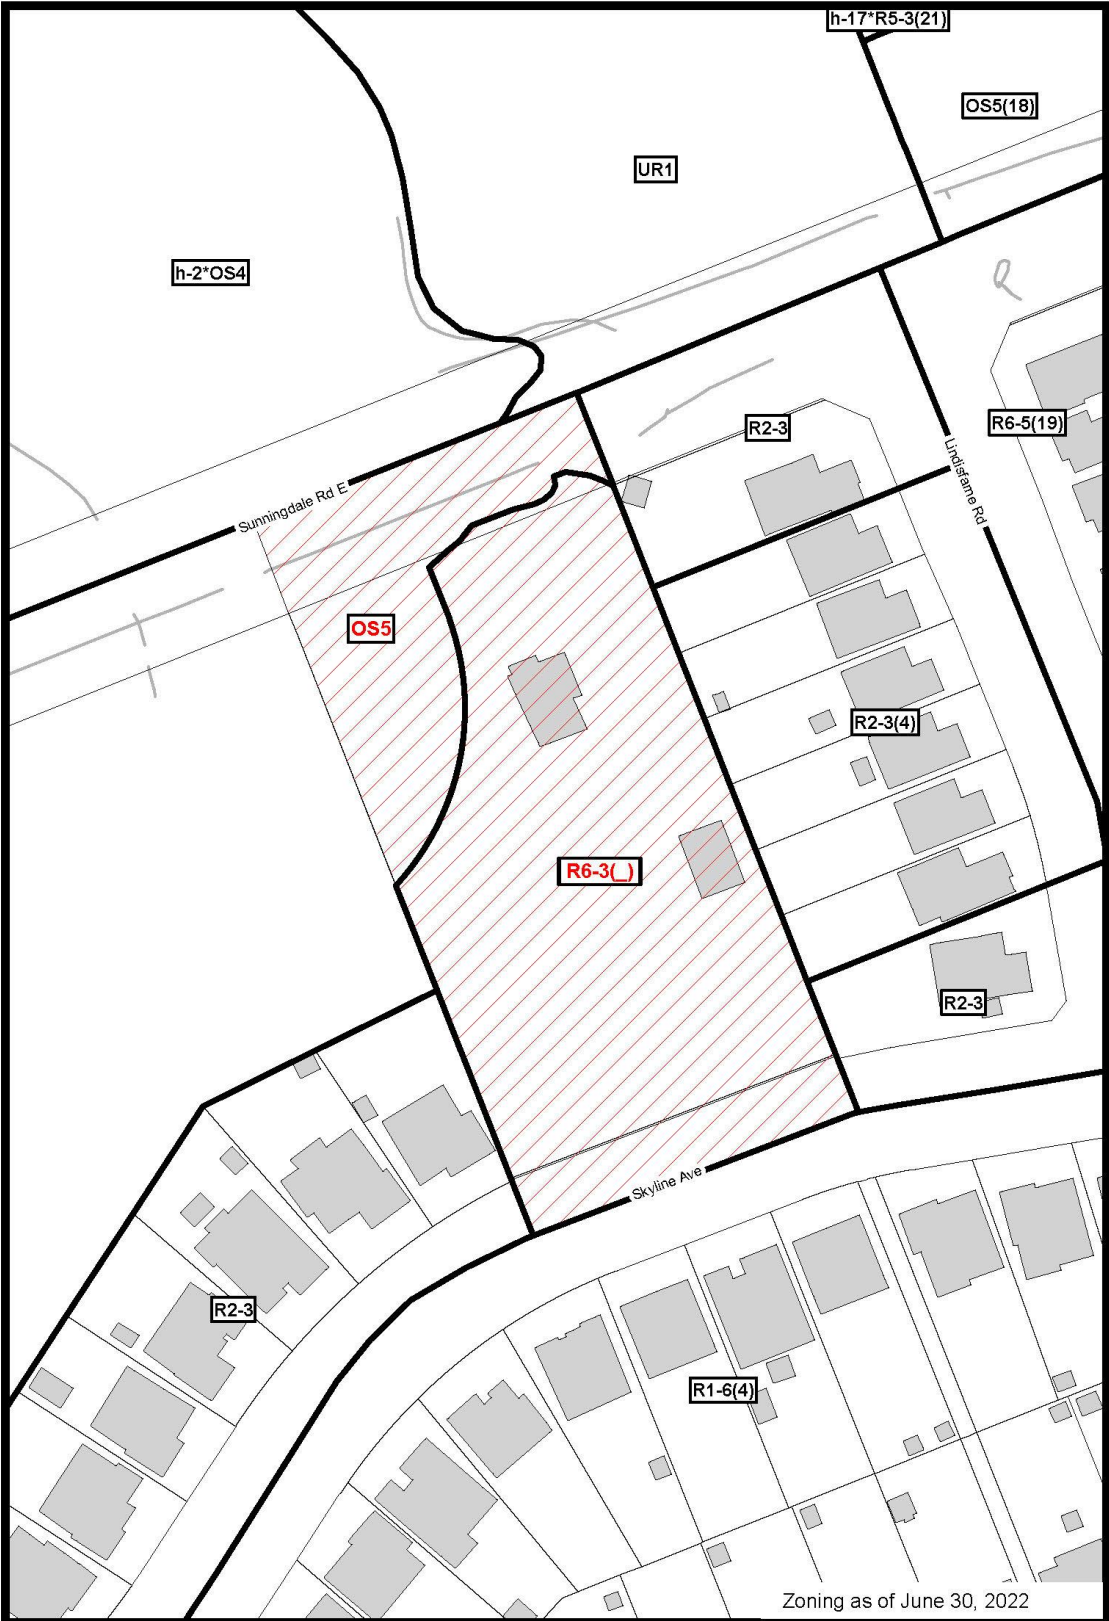 h-17*R5-3(21)
OS5(18)
UR1
h-2*OS4
R2-3
R6-5(19)
Lindisfarne Rd
Sunningdale Rd E
OS5
R2-3(4)
R6-3(_)
R2-3
Skyline Ave
R2-3
R1-6(4)
Zoning as of June 30, 2022